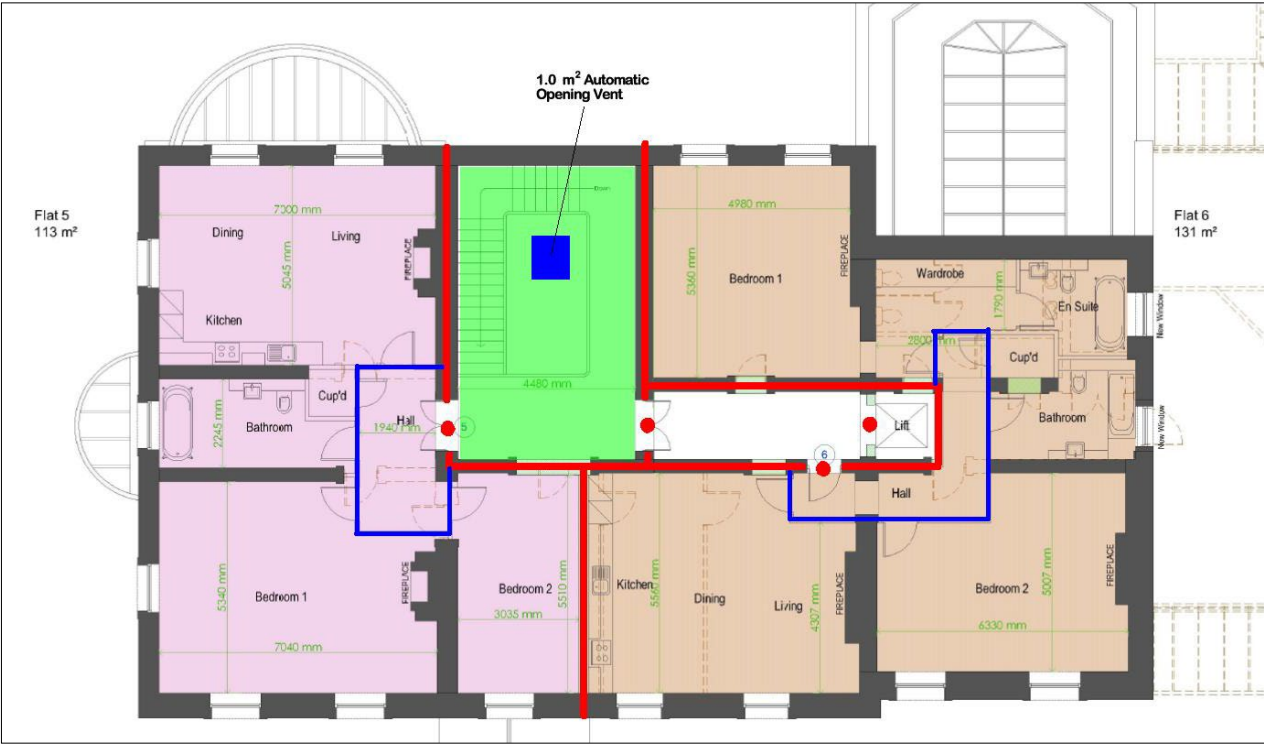 1.0 m² Automatic
Opening Vent
Flat 5
113 m²
Flat 6
131 m²
Down
7000 mm
Dining
Living
5045 mm
FIREPLACE
Kitchen
4980 mm
5360 mm
Bedroom 1
FIREPLACE
Wardrobe
1790 mm
En Suite
New Window
2800 mm
Cup'd
4480 mm
Cup'd
Hall
1940 mm
2245 mm
Bathroom
5
6
Lift
Bathroom
New Window
Hall
5340 mm
Bedroom 1
FIREPLACE
7040 mm
Bedroom 2
3035 mm
5510 mm
Kitchen
5560 mm
Dining
Living
4307 mm
FIREPLACE
Bedroom 2
6330 mm
5007 mm
FIREPLACE